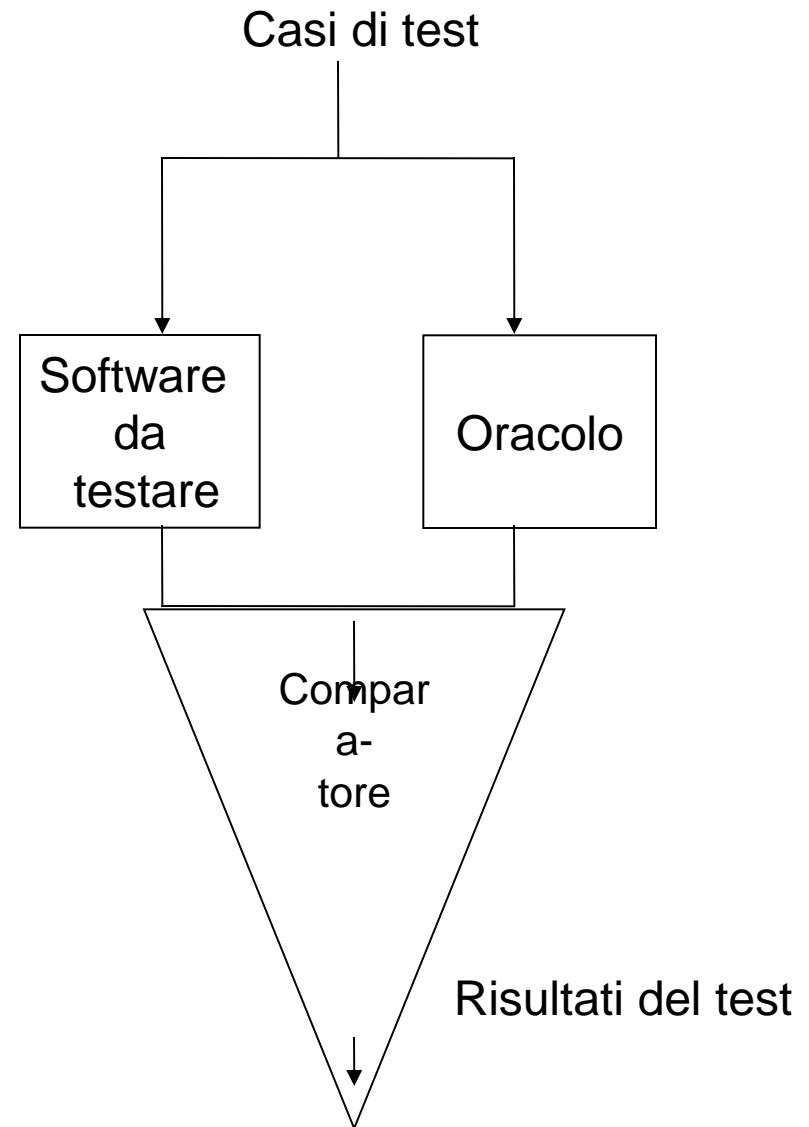 Casi di test
Software
da
testare
Oracolo
Compar
a-
tore
Risultati del test